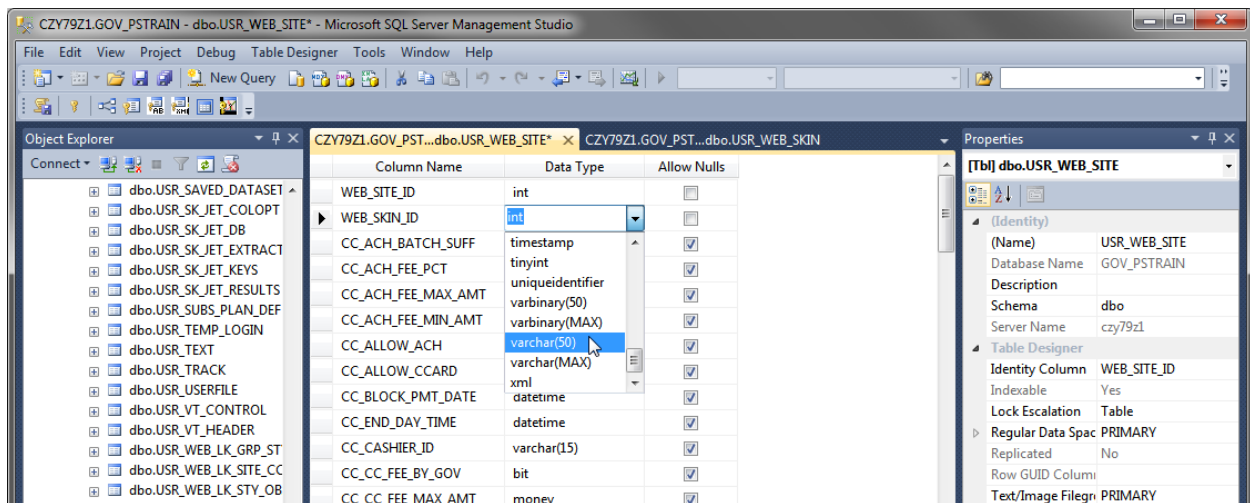 CZY79Z1.GOV_PSTRAIN - dbo.USR_WEB_SITE* - Microsoft SQL Server Management Studio
File Edit View Project Debug Table Designer Tools Window Help
New Query
Object Explorer
Connect
dbo.USR_SAVED_DATASET
dbo.USR_SK_JET_COLOPT
dbo.USR_SK_JET_DB
dbo.USR_SK_JET_EXTRACT
dbo.USR_SK_JET_KEYS
dbo.USR_SK_JET_RESULTS
dbo.USR_SUBS_PLAN_DEF
dbo.USR_TEMP_LOGIN
dbo.USR_TEXT
dbo.USR_TRACK
dbo.USR_USERFILE
dbo.USR_VT_CONTROL
dbo.USR_VT_HEADER
dbo.USR_WEB_LK_GRP_ST
dbo.USR_WEB_LK_SITE_CC
dbo.USR_WEB_LK_STY_OB
CZY79Z1.GOV_PST...dbo.USR_WEB_SITE* CZY79Z1.GOV_PST...dbo.USR_WEB_SKIN
Column Name Data Type Allow Nulls
WEB_SITE_ID int
WEB_SKIN_ID int
CC_ACH_BATCH_SUFF
CC_ACH_FEE_PCT
CC_ACH_FEE_MAX_AMT
CC_ACH_FEE_MIN_AMT
CC_ALLOW_ACH
CC_ALLOW_CCARD
timestamp
tinyint
uniqueidentifier
varbinary(50)
varbinary(MAX)
varchar(50)
varchar(MAX)
xml
CC_BLOCK_PMT_DATE datetime
CC_END_DAY_TIME datetime
CC_CASHIER_ID varchar(15)
CC_CC_FEE_BY_GOV bit
CC_CC_FEE_MAX_AMT money
Properties
[Tbl] dbo.USR_WEB_SITE
(Identity)
(Name) USR_WEB_SITE
Database Name GOV_PSTRAIN
Description
Schema dbo
Server Name czy79z1
Table Designer
Identity Column WEB_SITE_ID
Indexable Yes
Lock Escalation Table
Regular Data Spac PRIMARY
Replicated No
Row GUID Colum
Text/Image Filegr PRIMARY